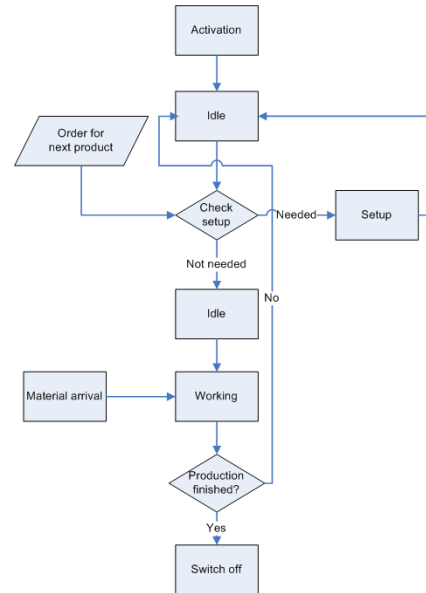 Activation
Idle
Order for
next product
Check
setup
Needed
Setup
Not needed
No
Idle
Material arrival
Working
Production
finished?
Yes
Switch off